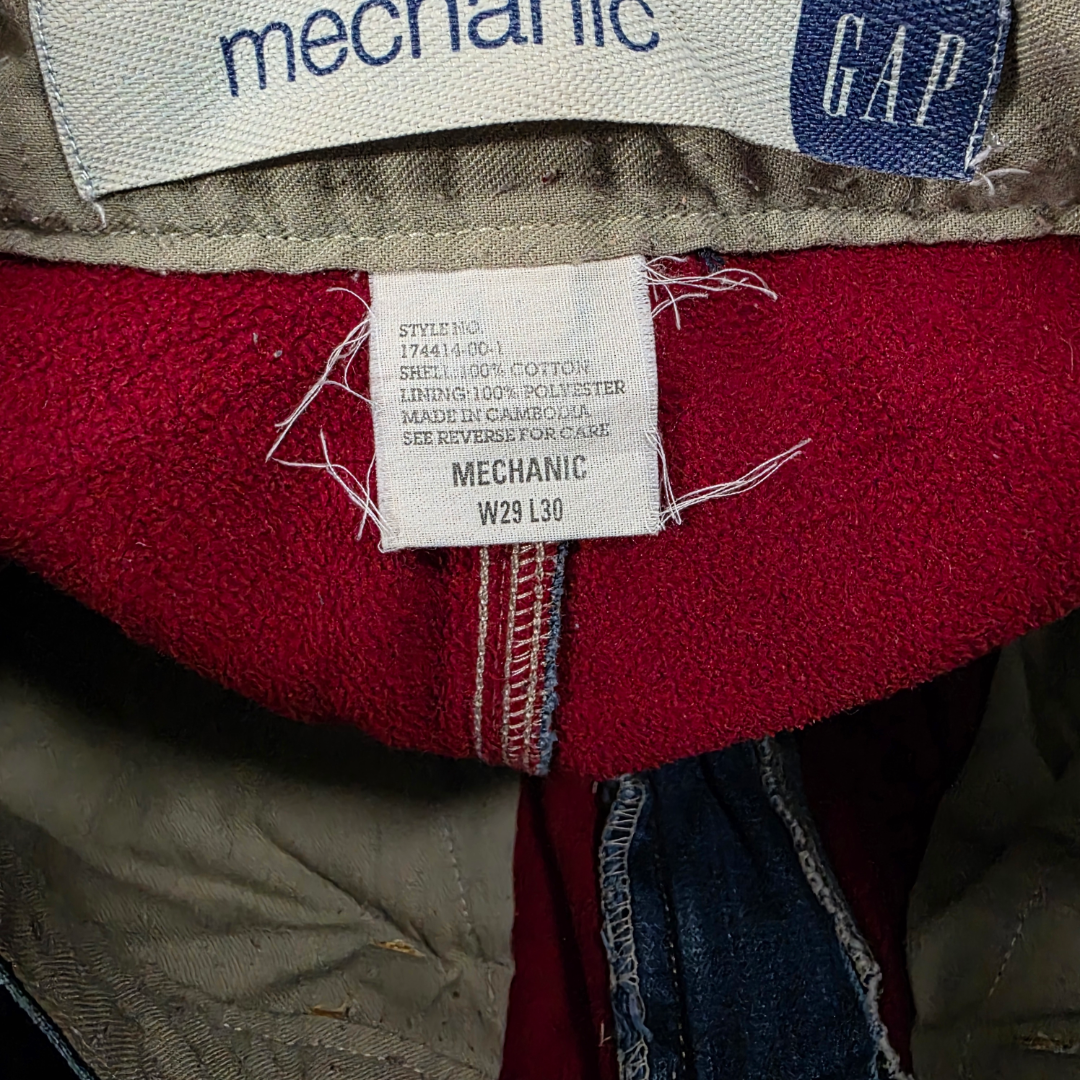 mechanic
GAP
STYLE NO.
174414-00-1
SHELL:100% COTTON
LINING:100% POLYESTER
MADE IN CAMBODIA
SEE REVERSE FOR CARE
MECHANIC
W29 L30